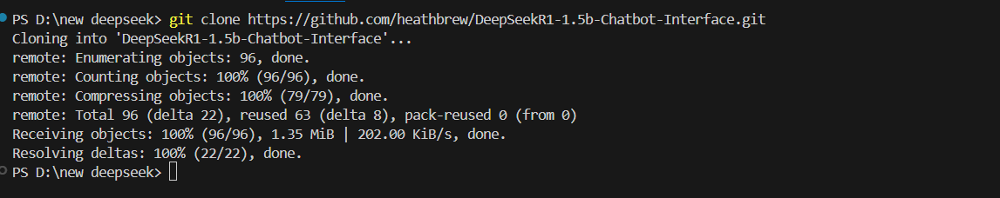 PS D:\new deepseek> git clone https://github.com/heathbrew/DeepSeekR1-1.5b-Chatbot-Interface.git
Cloning into 'DeepSeekR1-1.5b-Chatbot-Interface'...
remote: Enumerating objects: 96, done.
remote: Counting objects: 100% (96/96), done.
remote: Compressing objects: 100% (79/79), done.
remote: Total 96 (delta 22), reused 63 (delta 8), pack-reused 0 (from 0)
Receiving objects: 100% (96/96), 1.35 MiB | 202.00 KiB/s, done.
Resolving deltas: 100% (22/22), done.
PS D:\new deepseek>